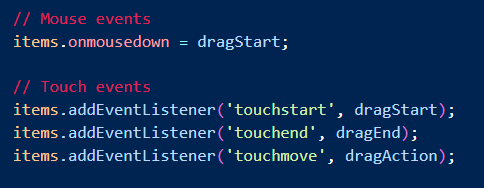 // Mouse events
items.onmousedown = dragStart;
// Touch events
items.addEventListener('touchstart', dragStart);
items.addEventListener('touchend', dragEnd);
items.addEventListener('touchmove', dragAction);